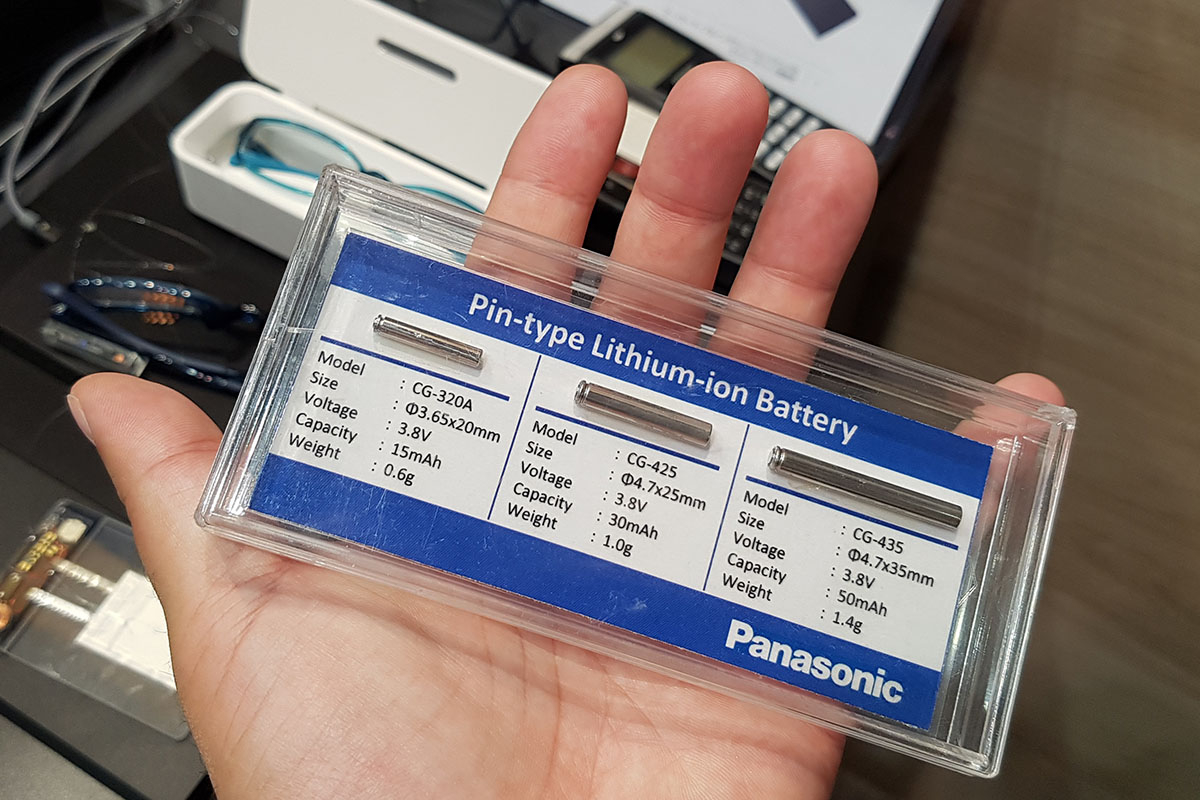 Pin-type Lithium-ion Battery
Model : CG-320A
Size : Φ3.65x20mm
Voltage : 3.8V
Capacity : 15mAh
Weight : 0.6g
Model : CG-425
Size : Φ4.7x25mm
Voltage : 3.8V
Capacity : 30mAh
Weight : 1.0g
Model : CG-435
Size : Φ4.7x35mm
Voltage : 3.8V
Capacity : 50mAh
Weight : 1.4g
Panasonic